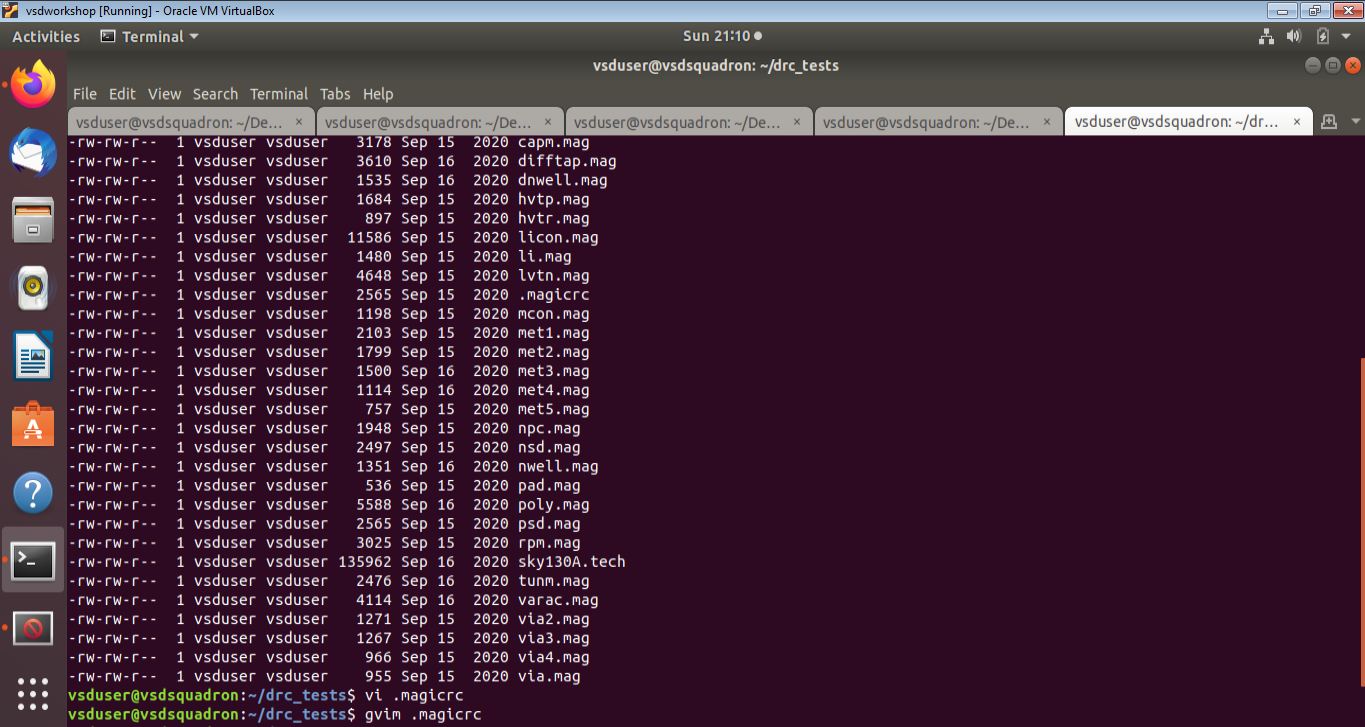 vsdworkshop [Running] - Oracle VM VirtualBox
Activities Terminal Sun 21:10
vsduser@vsdsquadron: ~/drc_tests
File Edit View Search Terminal Tabs Help
vsduser@vsdsquadron: ~/De... × vsduser@vsdsquadron: ~/De... × vsduser@vsdsquadron: ~/De... × vsduser@vsdsquadron: ~/De... × vsduser@vsdsquadron: ~/dr... ×
-rw-rw-r-- 1 vsduser vsduser 3178 Sep 15 2020 capm.mag
-rw-rw-r-- 1 vsduser vsduser 3610 Sep 16 2020 difftap.mag
-rw-rw-r-- 1 vsduser vsduser 1535 Sep 16 2020 dnwell.mag
-rw-rw-r-- 1 vsduser vsduser 1684 Sep 15 2020 hvtp.mag
-rw-rw-r-- 1 vsduser vsduser 897 Sep 15 2020 hvtr.mag
-rw-rw-r-- 1 vsduser vsduser 11586 Sep 15 2020 licon.mag
-rw-rw-r-- 1 vsduser vsduser 1480 Sep 15 2020 li.mag
-rw-rw-r-- 1 vsduser vsduser 4648 Sep 15 2020 lvtn.mag
-rw-rw-r-- 1 vsduser vsduser 2565 Sep 15 2020 .magicrc
-rw-rw-r-- 1 vsduser vsduser 1198 Sep 15 2020 mcon.mag
-rw-rw-r-- 1 vsduser vsduser 2103 Sep 15 2020 met1.mag
-rw-rw-r-- 1 vsduser vsduser 1799 Sep 15 2020 met2.mag
-rw-rw-r-- 1 vsduser vsduser 1500 Sep 16 2020 met3.mag
-rw-rw-r-- 1 vsduser vsduser 1114 Sep 16 2020 met4.mag
-rw-rw-r-- 1 vsduser vsduser 757 Sep 15 2020 met5.mag
-rw-rw-r-- 1 vsduser vsduser 1948 Sep 15 2020 npc.mag
-rw-rw-r-- 1 vsduser vsduser 2497 Sep 15 2020 nsd.mag
-rw-rw-r-- 1 vsduser vsduser 1351 Sep 16 2020 nwell.mag
-rw-rw-r-- 1 vsduser vsduser 536 Sep 15 2020 pad.mag
-rw-rw-r-- 1 vsduser vsduser 5588 Sep 16 2020 poly.mag
-rw-rw-r-- 1 vsduser vsduser 2565 Sep 15 2020 psd.mag
-rw-rw-r-- 1 vsduser vsduser 3025 Sep 15 2020 rpm.mag
-rw-rw-r-- 1 vsduser vsduser 135962 Sep 16 2020 sky130A.tech
-rw-rw-r-- 1 vsduser vsduser 2476 Sep 16 2020 tunm.mag
-rw-rw-r-- 1 vsduser vsduser 4114 Sep 16 2020 varac.mag
-rw-rw-r-- 1 vsduser vsduser 1271 Sep 15 2020 via2.mag
-rw-rw-r-- 1 vsduser vsduser 1267 Sep 15 2020 via3.mag
-rw-rw-r-- 1 vsduser vsduser 966 Sep 15 2020 via4.mag
-rw-rw-r-- 1 vsduser vsduser 955 Sep 15 2020 via.mag
vsduser@vsdsquadron:~/drc_tests$ vi .magicrc
vsduser@vsdsquadron:~/drc_tests$ gvim .magicrc